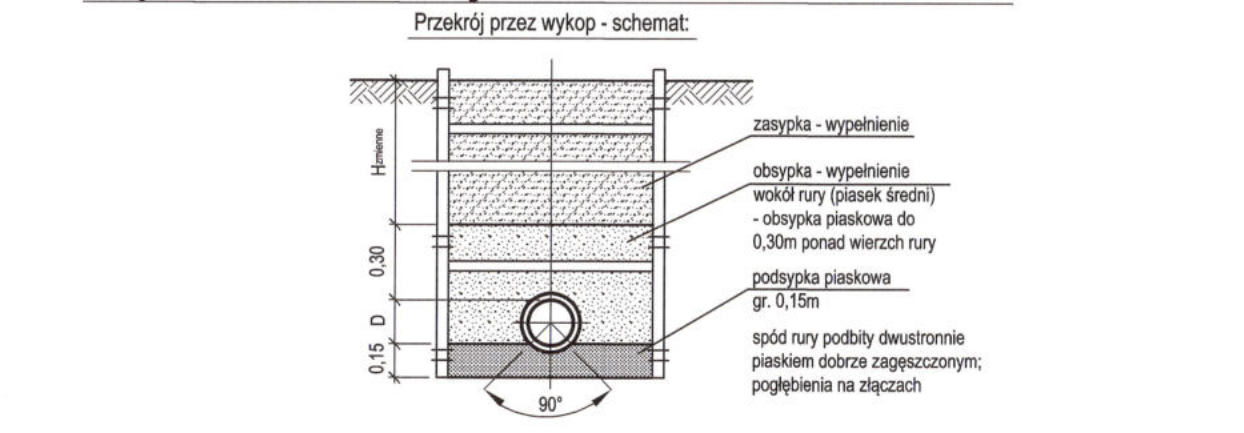 Przekrój przez wykop - schemat:
zasypka - wypełnienie
obsypka - wypełnienie
wokół rury (piasek średni)
- obsypka piaskowa do
0,30m ponad wierzch rury
podsypka piaskowa
gr. 0,15m
spód rury podbity dwustronnie
piaskiem dobrze zagęszczonym;
pogłębienia na złączach
Hzmienne
0,30
D
0,15
90°